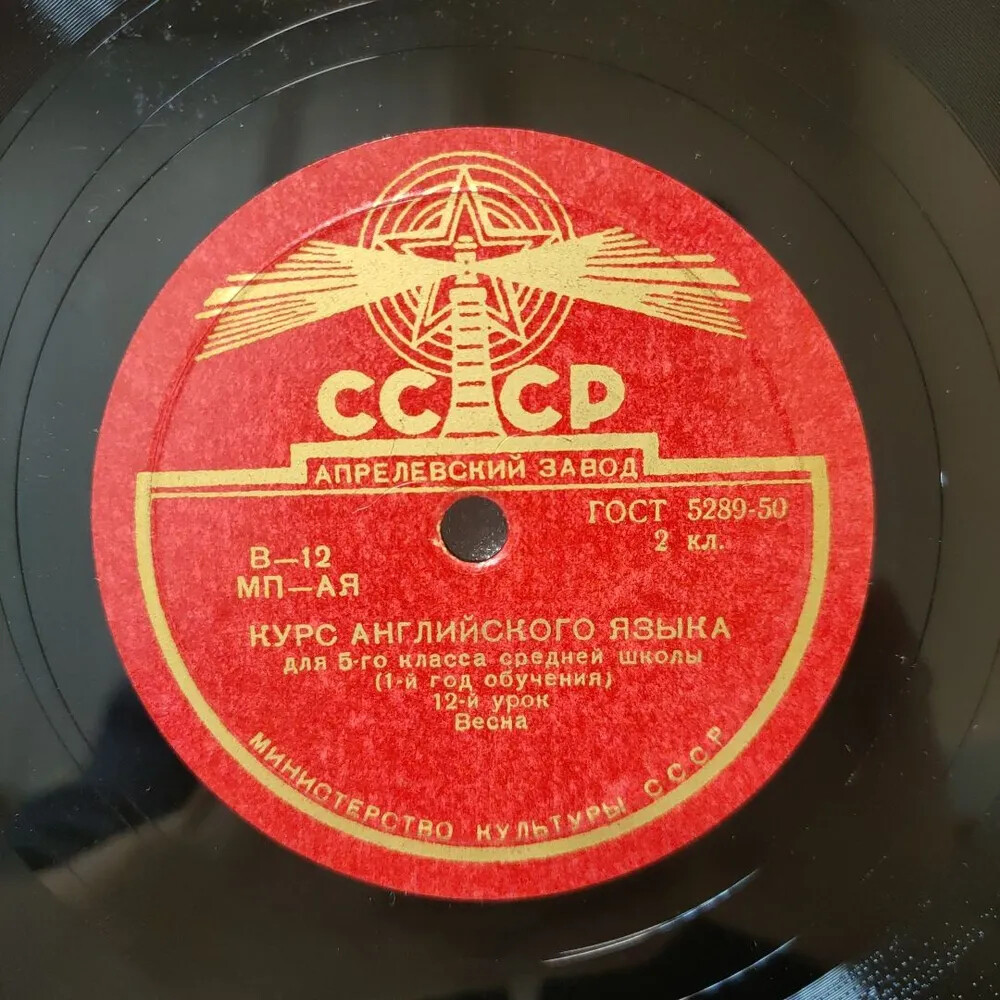 СССР
АПРЕЛЕВСКИЙ ЗАВОД
ГОСТ 5289-50
2 кл.
В—12
МП—АЯ
КУРС АНГЛИЙСКОГО ЯЗЫКА
для 5-го класса средней школы
(1-й год обучения)
12-й урок
Весна
МИНИСТЕРСТВО КУЛЬТУРЫ СССР